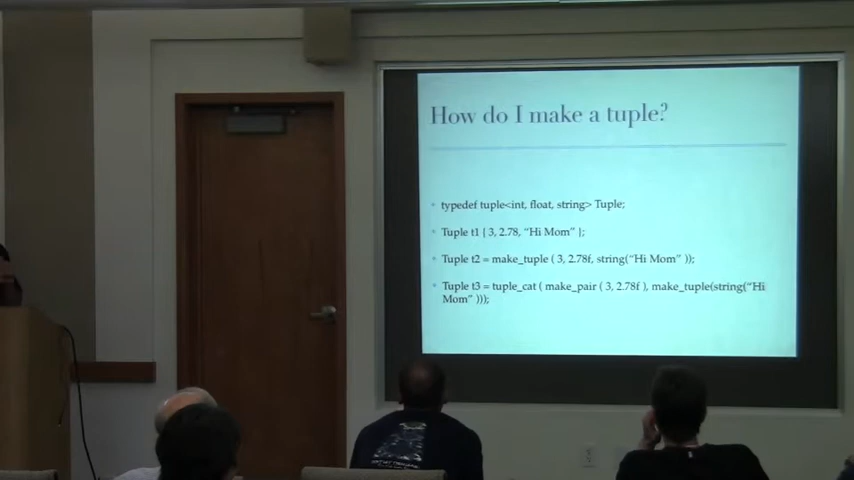 How do I make a tuple?
typedef tuple<int, float, string> Tuple;
Tuple t1 { 3, 2.78, “Hi Mom” };
Tuple t2 = make_tuple ( 3, 2.78f, string(“Hi Mom” ));
Tuple t3 = tuple_cat ( make_pair ( 3, 2.78f ), make_tuple(string(“Hi
Mom” )));